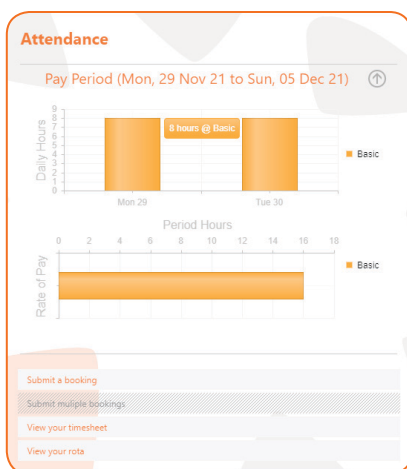 Attendance
Pay Period (Mon, 29 Nov 21 to Sun, 05 Dec 21)
Daily Hours
9
8
7
6
5
4
3
2
1
0
8 hours @ Basic
Basic
Mon 29
Tue 30
Period Hours
0 2 4 6 8 10 12 14 16 18
Rate of Pay
Basic
Submit a booking
Submit muliple bookings
View your timesheet
View your rota